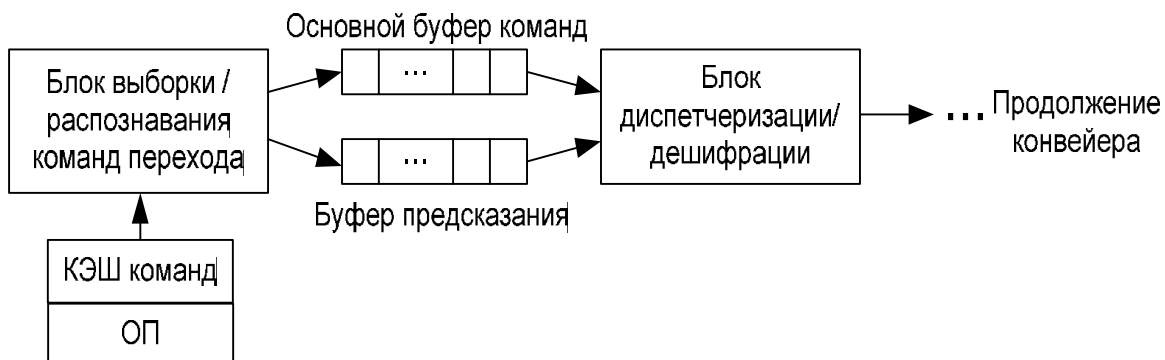 Основной буфер команд
Блок выборки /
распознавания
команд перехода
...
Блок
диспетчеризации/
дешифрации
... Продолжение
конвейера
...
Буфер предсказания
КЭШ команд
ОП